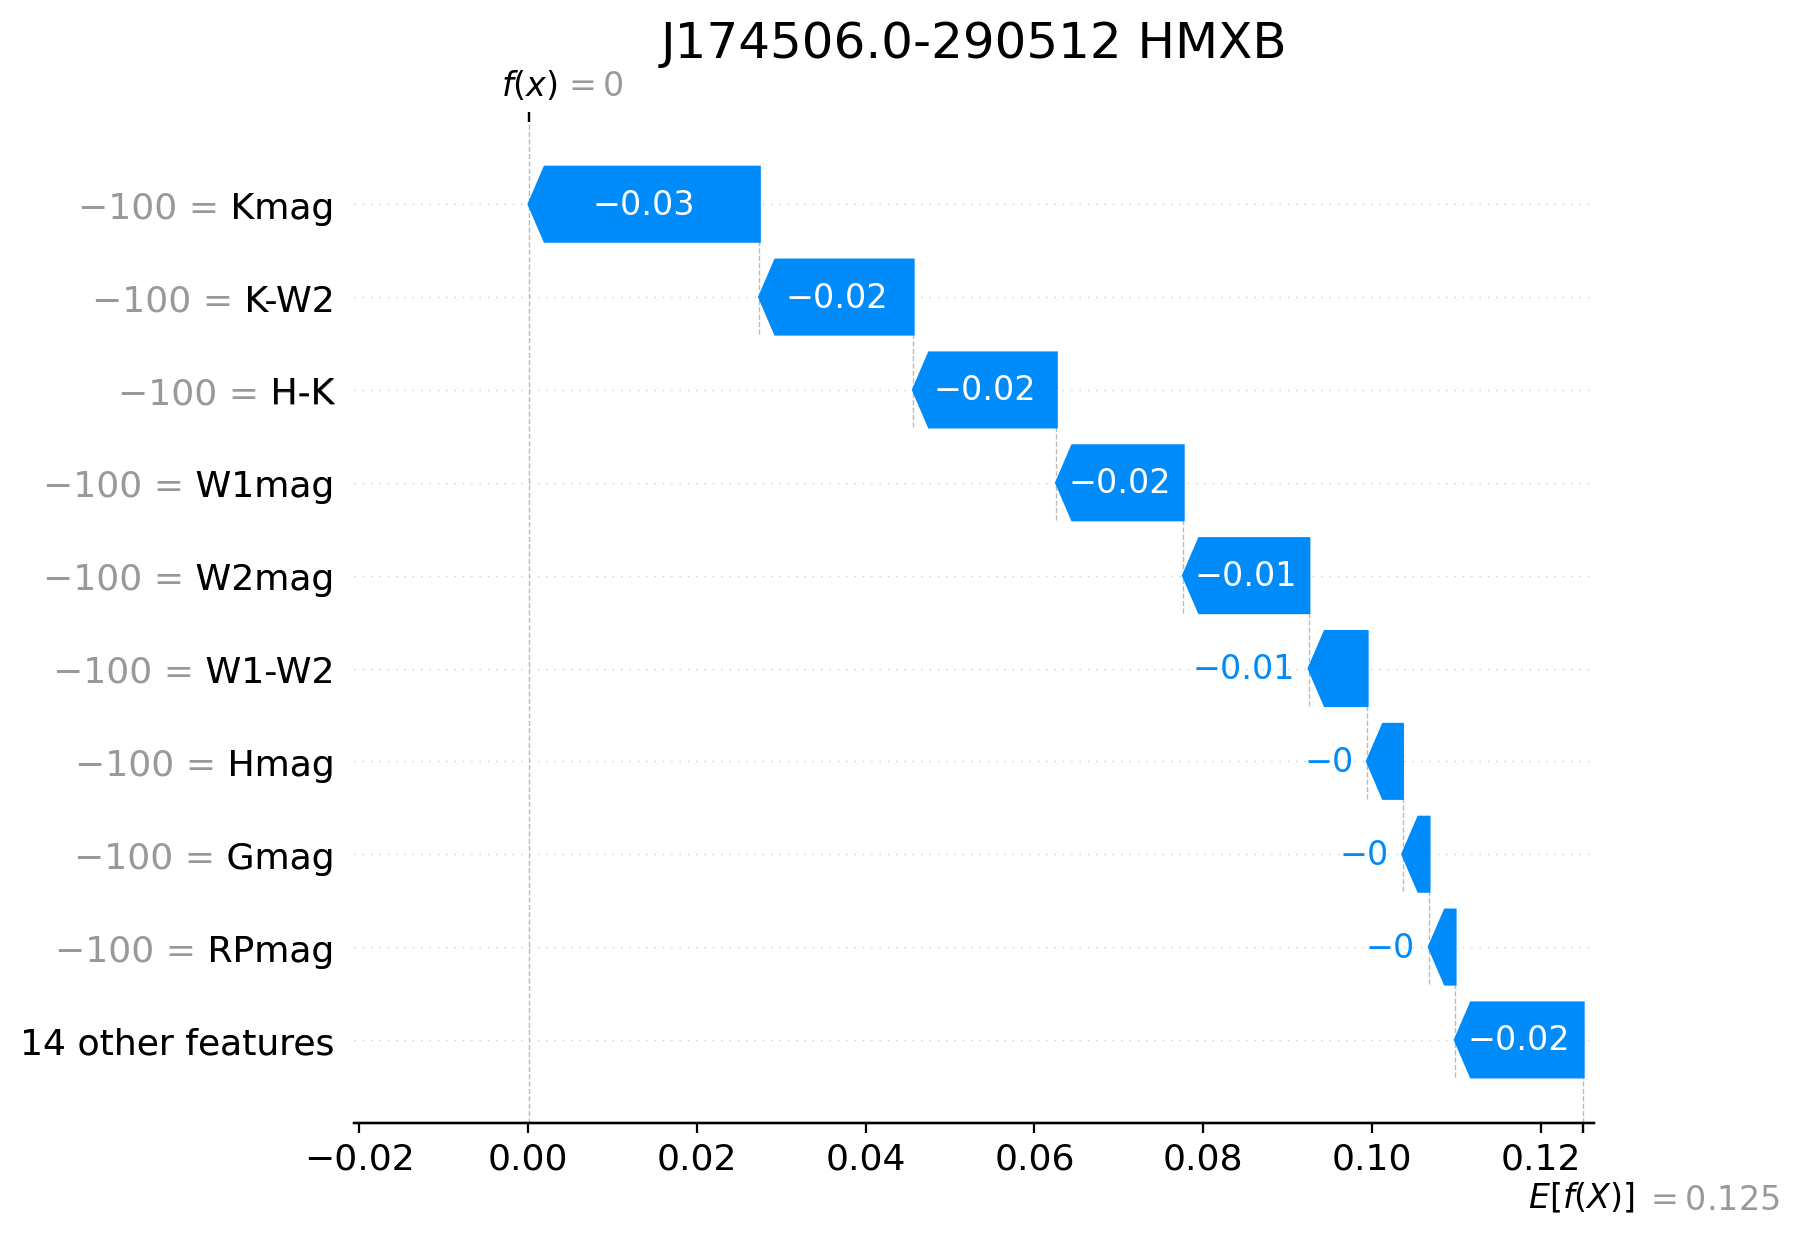 J174506.0-290512 HMXB
f(x) = 0
−100 = Kmag −0.03
−100 = K-W2 −0.02
−100 = H-K −0.02
−100 = W1mag −0.02
−100 = W2mag −0.01
−100 = W1-W2 −0.01
−100 = Hmag −0
−100 = Gmag −0
−100 = RPmag −0
14 other features −0.02
−0.02 0.00 0.02 0.04 0.06 0.08 0.10 0.12
E[f(X)] = 0.125